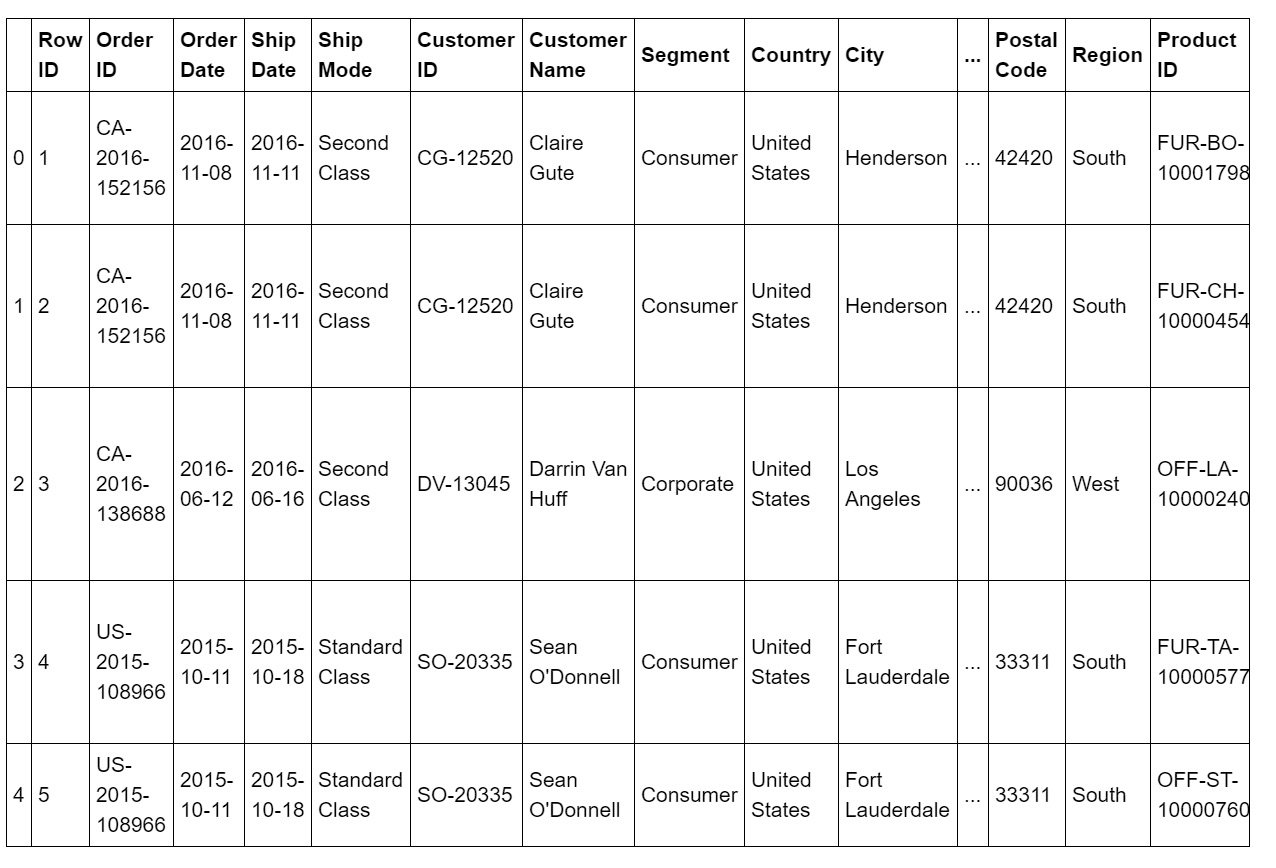 Row ID Order ID Order Date Ship Date Ship Mode Customer ID Customer Name Segment Country City ... Postal Code Region Product ID
0 1 CA-2016-152156 2016-11-08 2016-11-11 Second Class CG-12520 Claire Gute Consumer United States Henderson ... 42420 South FUR-BO-10001798
1 2 CA-2016-152156 2016-11-08 2016-11-11 Second Class CG-12520 Claire Gute Consumer United States Henderson ... 42420 South FUR-CH-10000454
2 3 CA-2016-138688 2016-06-12 2016-06-16 Second Class DV-13045 Darrin Van Huff Corporate United States Los Angeles ... 90036 West OFF-LA-10000240
3 4 US-2015-108966 2015-10-11 2015-10-18 Standard Class SO-20335 Sean O'Donnell Consumer United States Fort Lauderdale ... 33311 South FUR-TA-10000577
4 5 US-2015-108966 2015-10-11 2015-10-18 Standard Class SO-20335 Sean O'Donnell Consumer United States Fort Lauderdale ... 33311 South OFF-ST-10000760